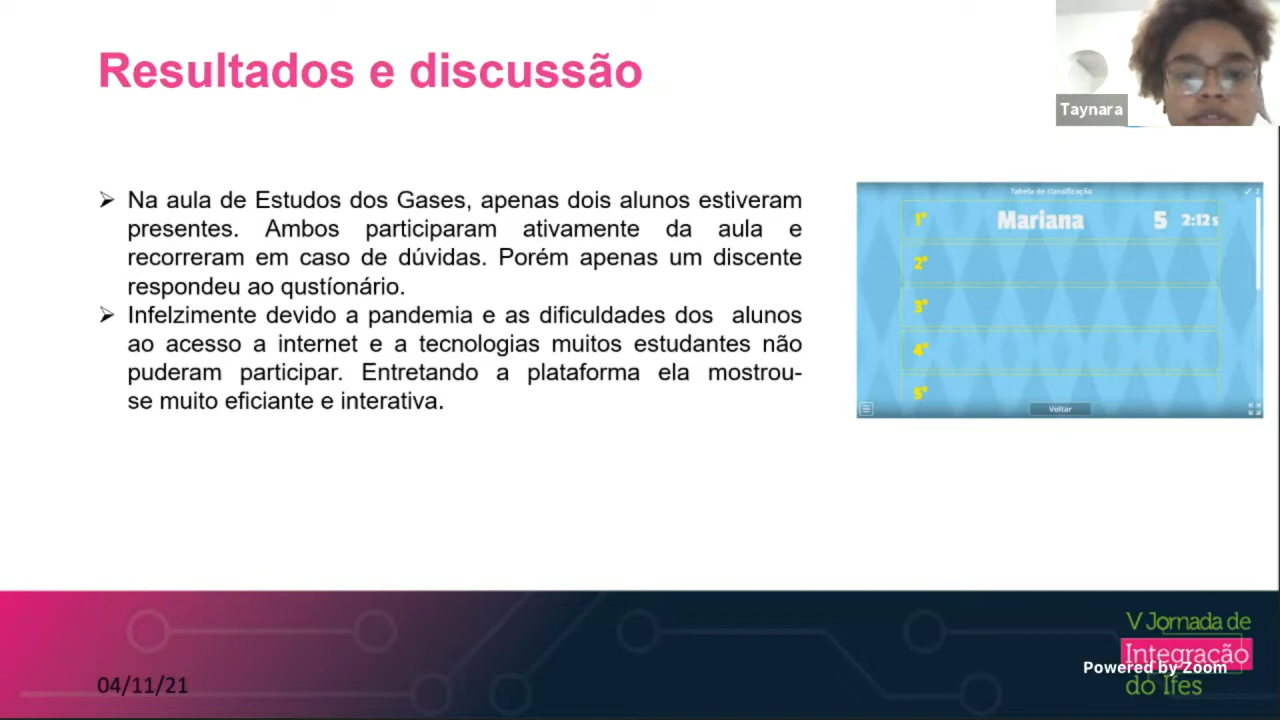 Resultados e discussão
Taynara
➢ Na aula de Estudos dos Gases, apenas dois alunos estiveram
presentes. Ambos participaram ativamente da aula e
recorreram em caso de dúvidas. Porém apenas um discente
respondeu ao qustíonário.
➢ Infelzimente devido a pandemia e as dificuldades dos alunos
ao acesso a internet e a tecnologias muitos estudantes não
puderam participar. Entretando a plataforma ela mostrou-
se muito eficiante e interativa.
Tabela de classificação
✓ 2
1º Mariana 5 2:12s
2º
3º
4º
5º
Voltar
V Jornada de
Integração
do Ifes
Powered by Zoom
04/11/21